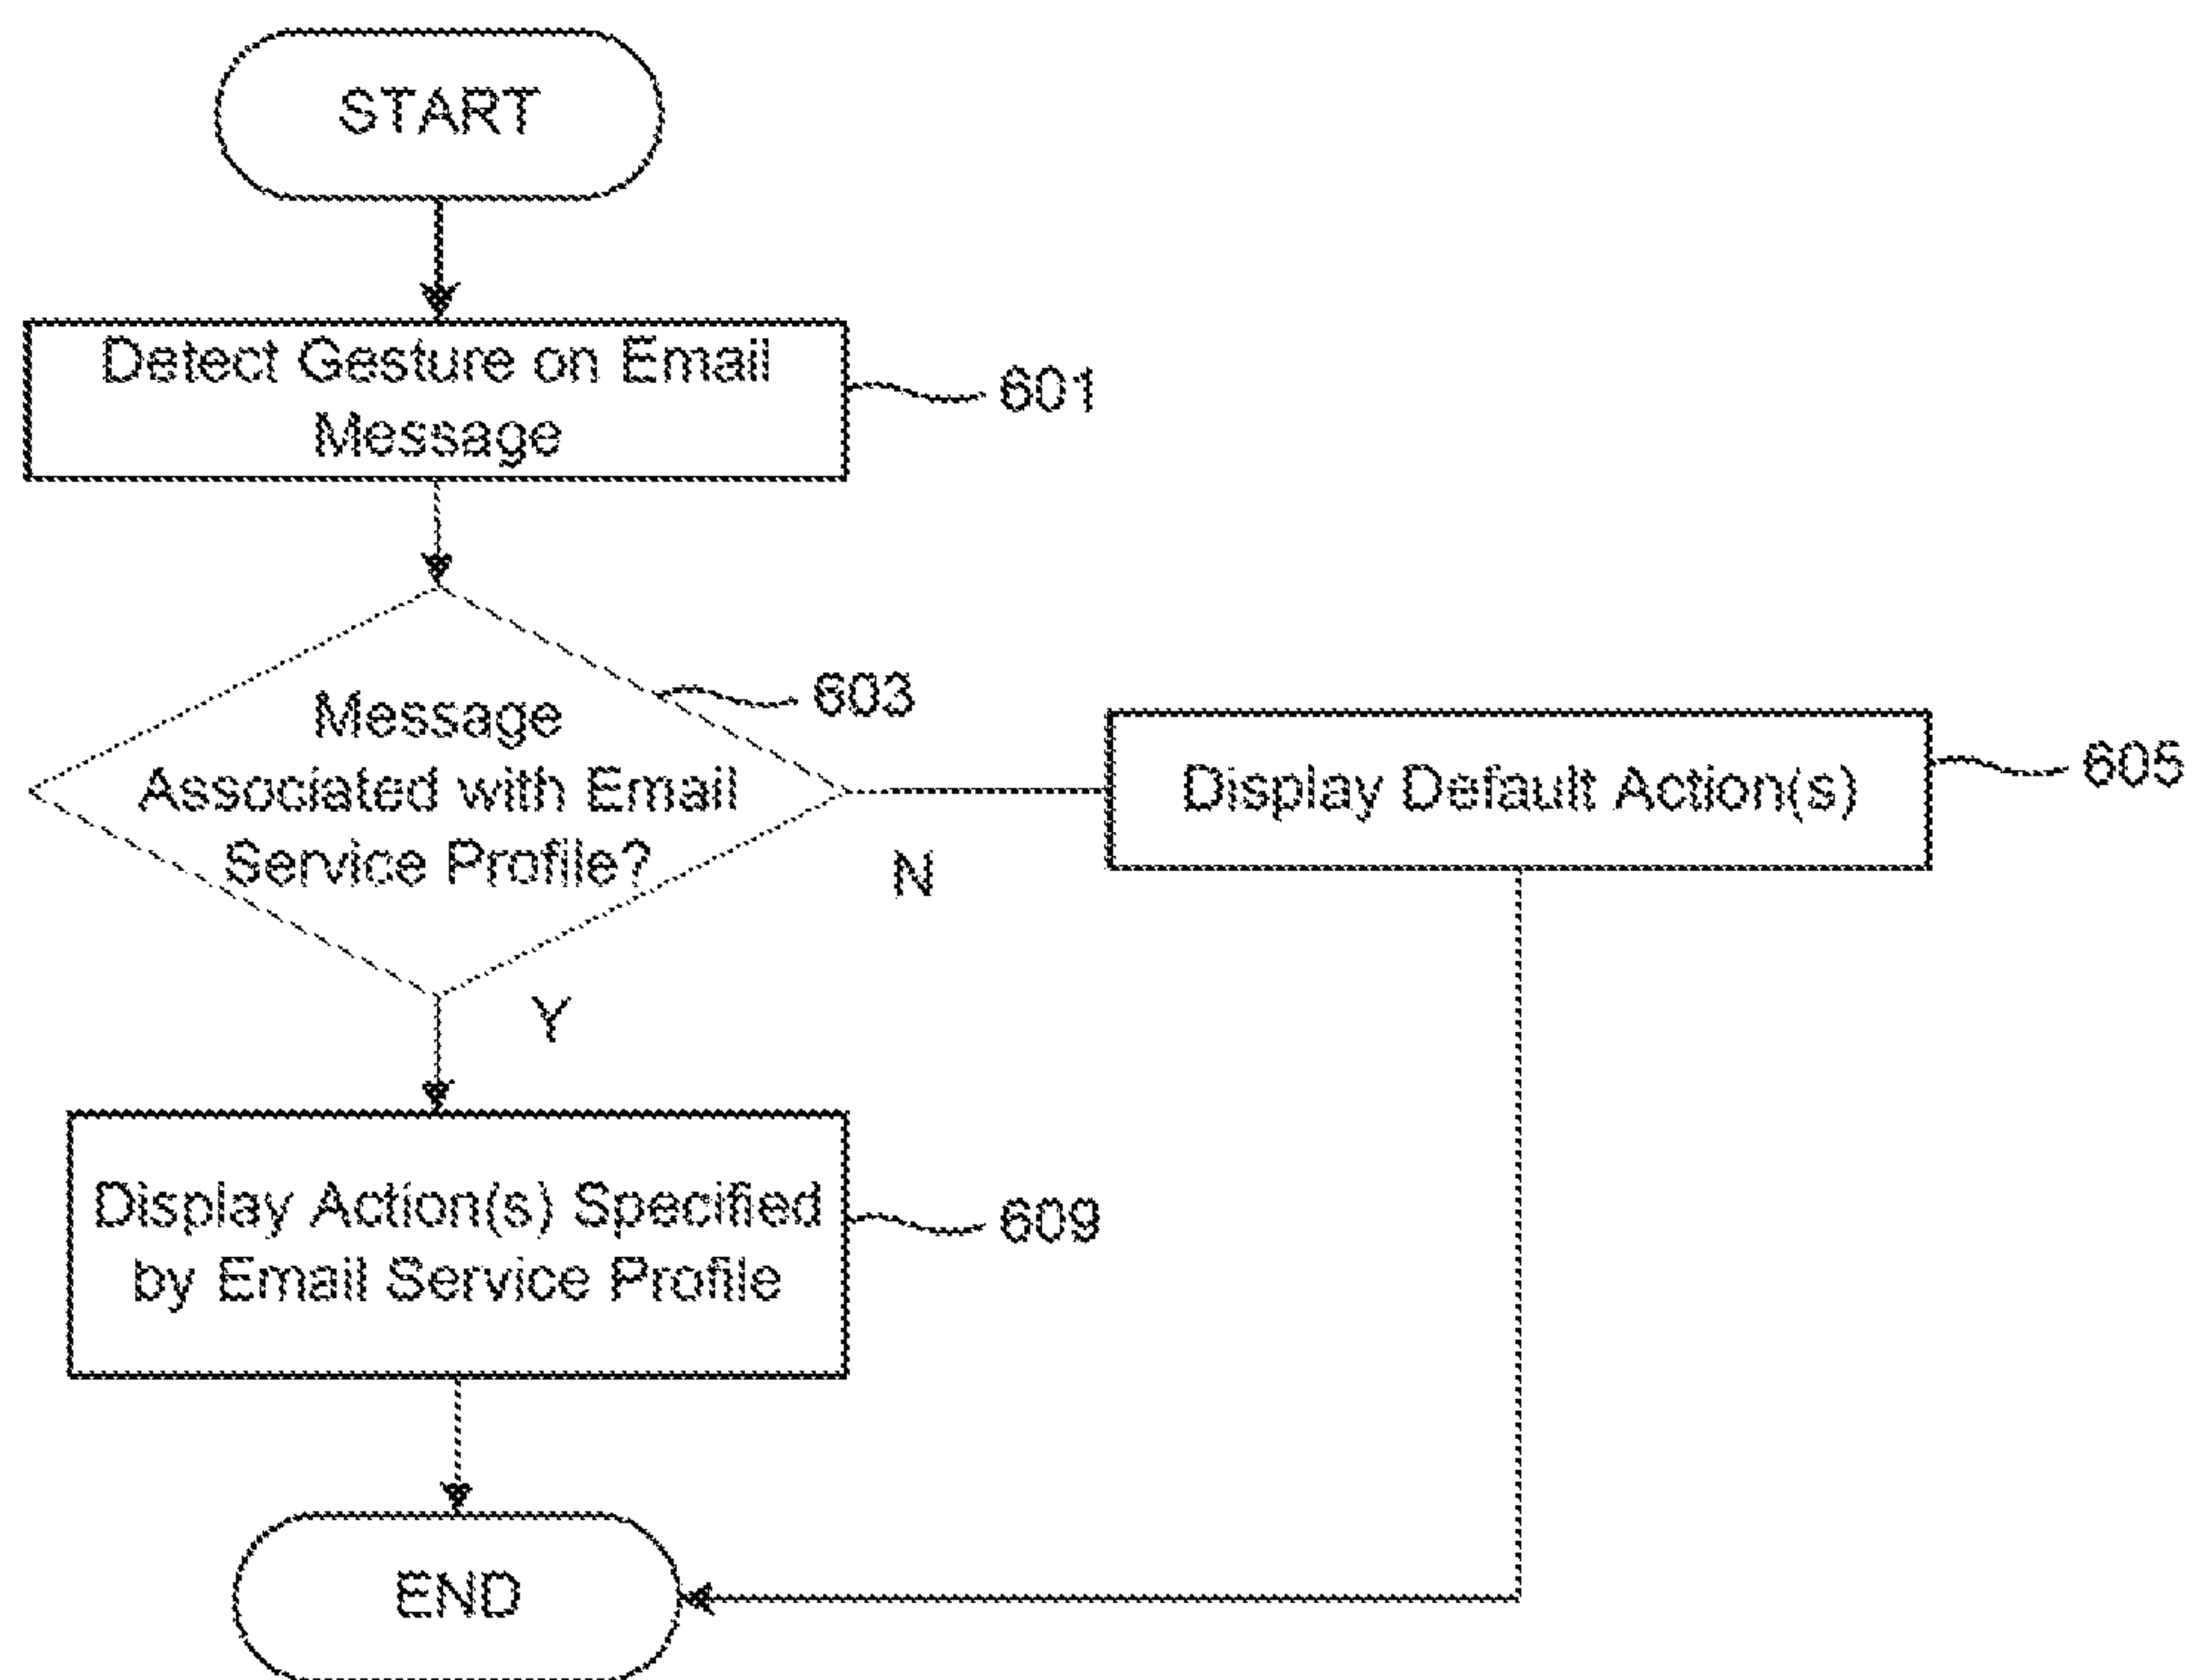 START
Detect Gesture on Email
Message
601
Message
Associated with Email
Service Profile?
603
N
Display Default Action(s)
605
Y
Display Action(s) Specified
by Email Service Profile
609
END